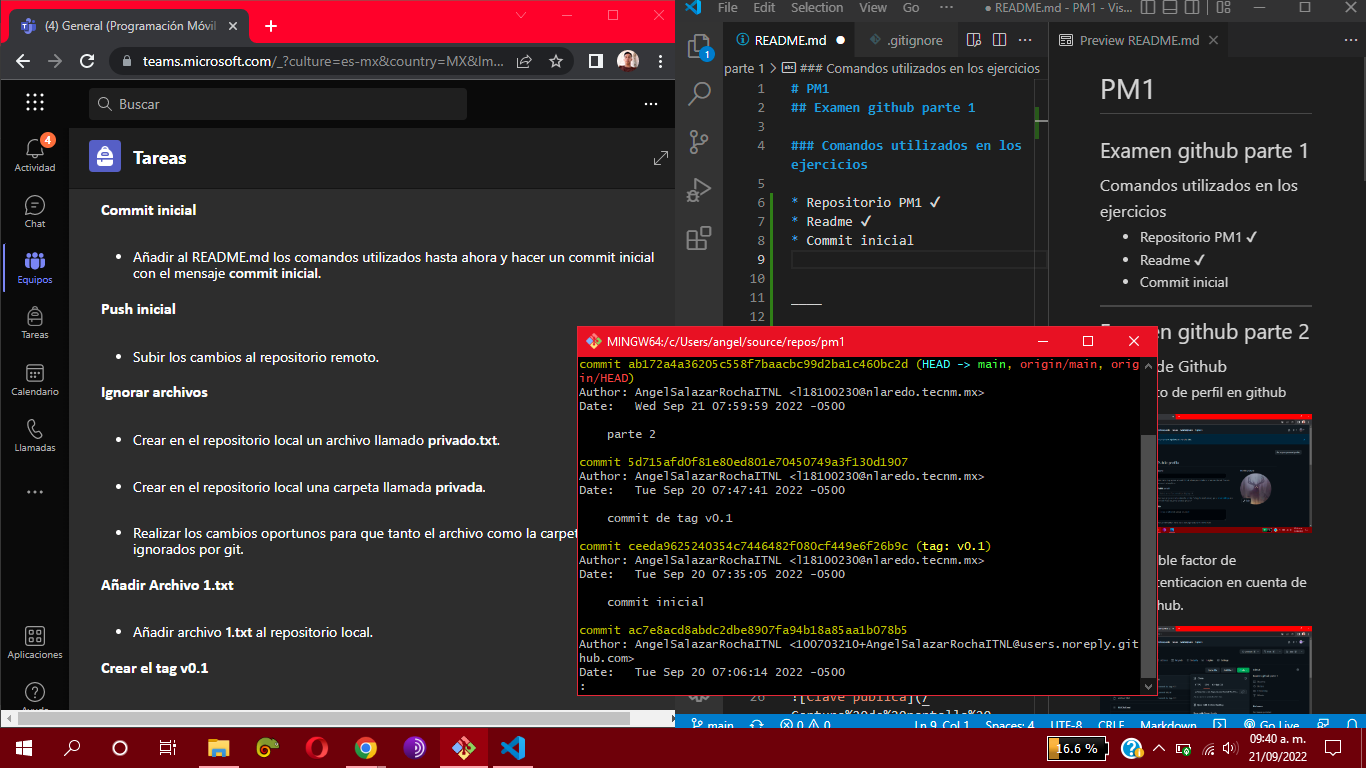 (4) General (Programación Móvil
teams.microsoft.com/_?culture=es-mx&country=MX&lm...
Buscar
Actividad
4
Chat
Equipos
Tareas
Calendario
Llamadas
Aplicaciones
Tareas
Commit inicial
Añadir al README.md los comandos utilizados hasta ahora y hacer un commit inicial
con el mensaje commit inicial.
Push inicial
Subir los cambios al repositorio remoto.
Ignorar archivos
Crear en el repositorio local un archivo llamado privado.txt.
Crear en el repositorio local una carpeta llamada privada.
Realizar los cambios oportunos para que tanto el archivo como la carpet
ignorados por git.
Añadir Archivo 1.txt
Añadir archivo 1.txt al repositorio local.
Crear el tag v0.1
File Edit Selection View Go ··· ● README.md - PM1 - Vis...
README.md ● .gitignore
1
parte 1 > ### Comandos utilizados en los ejercicios
1 # PM1
2 ## Examen github parte 1
3
4 ### Comandos utilizados en los
ejercicios
5
6 * Repositorio PM1 ✓
7 * Readme ✓
8 * Commit inicial
9
10
11 ____
12
26 ![Clave publica](/
Preview README.md
PM1
Examen github parte 1
Comandos utilizados en los
ejercicios
Repositorio PM1 ✓
Readme ✓
Commit inicial
en github parte 2
de Github
to de perfil en github
ble factor de
tenticacion en cuenta de
hub.
MINGW64:/c/Users/angel/source/repos/pm1
commit ab172a4a36205c558f7baacbc99d2ba1c460bc2d (HEAD -> main, origin/main, orig
in/HEAD)
Author: AngelSalazarRochaITNL <l18100230@nlaredo.tecnm.mx>
Date:   Wed Sep 21 07:59:59 2022 -0500
parte 2
commit 5d715afd0f81e80ed801e70450749a3f130d1907
Author: AngelSalazarRochaITNL <l18100230@nlaredo.tecnm.mx>
Date:   Tue Sep 20 07:47:41 2022 -0500
commit de tag v0.1
commit ceeda9625240354c7446482f080cf449e6f26b9c (tag: v0.1)
Author: AngelSalazarRochaITNL <l18100230@nlaredo.tecnm.mx>
Date:   Tue Sep 20 07:35:05 2022 -0500
commit inicial
commit ac7e8acd8abdc2dbe8907fa94b18a85aa1b078b5
Author: AngelSalazarRochaITNL <100703210+AngelSalazarRochaITNL@users.noreply.git
hub.com>
Date:   Tue Sep 20 07:06:14 2022 -0500
:
main 0 0 Ln 9, Col 1 Spaces: 4 UTF-8 CRLF Markdown Go Live
16.6 %
09:40 a. m.
21/09/2022